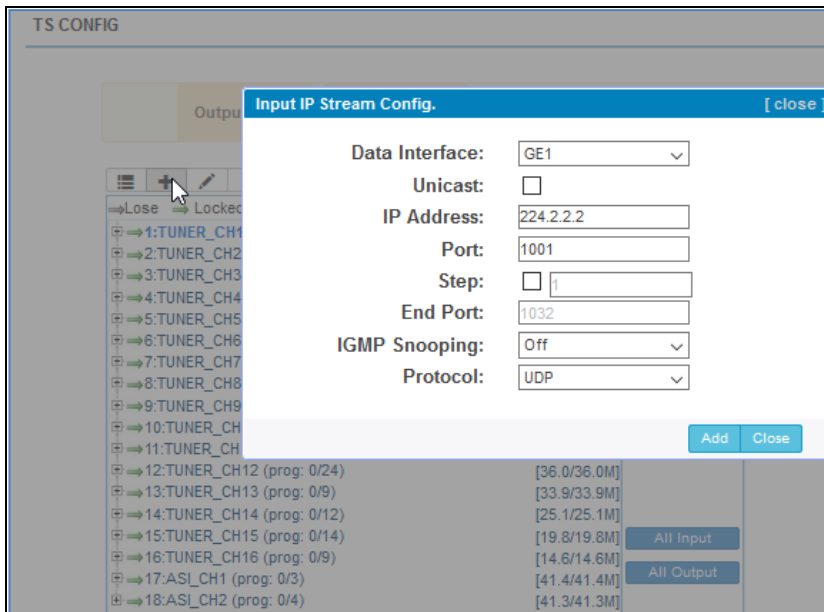 TS CONFIG
Outpu
Input IP Stream Config.
[ close ]
Data Interface: GE1
Unicast:
IP Address: 224.2.2.2
Port: 1001
Step: 1
End Port: 1032
IGMP Snooping: Off
Protocol: UDP
Add Close
Lose Locked
1:TUNER_CH1
2:TUNER_CH2
3:TUNER_CH3
4:TUNER_CH4
5:TUNER_CH5
6:TUNER_CH6
7:TUNER_CH7
8:TUNER_CH8
9:TUNER_CH9
10:TUNER_CH
11:TUNER_CH
12:TUNER_CH12 (prog: 0/24) [36.0/36.0M]
13:TUNER_CH13 (prog: 0/9) [33.9/33.9M]
14:TUNER_CH14 (prog: 0/12) [25.1/25.1M]
15:TUNER_CH15 (prog: 0/14) [19.8/19.8M] All Input
16:TUNER_CH16 (prog: 0/9) [14.6/14.6M]
17:ASI_CH1 (prog: 0/3) [41.4/41.4M] All Output
18:ASI_CH2 (prog: 0/4) [41.3/41.3M]